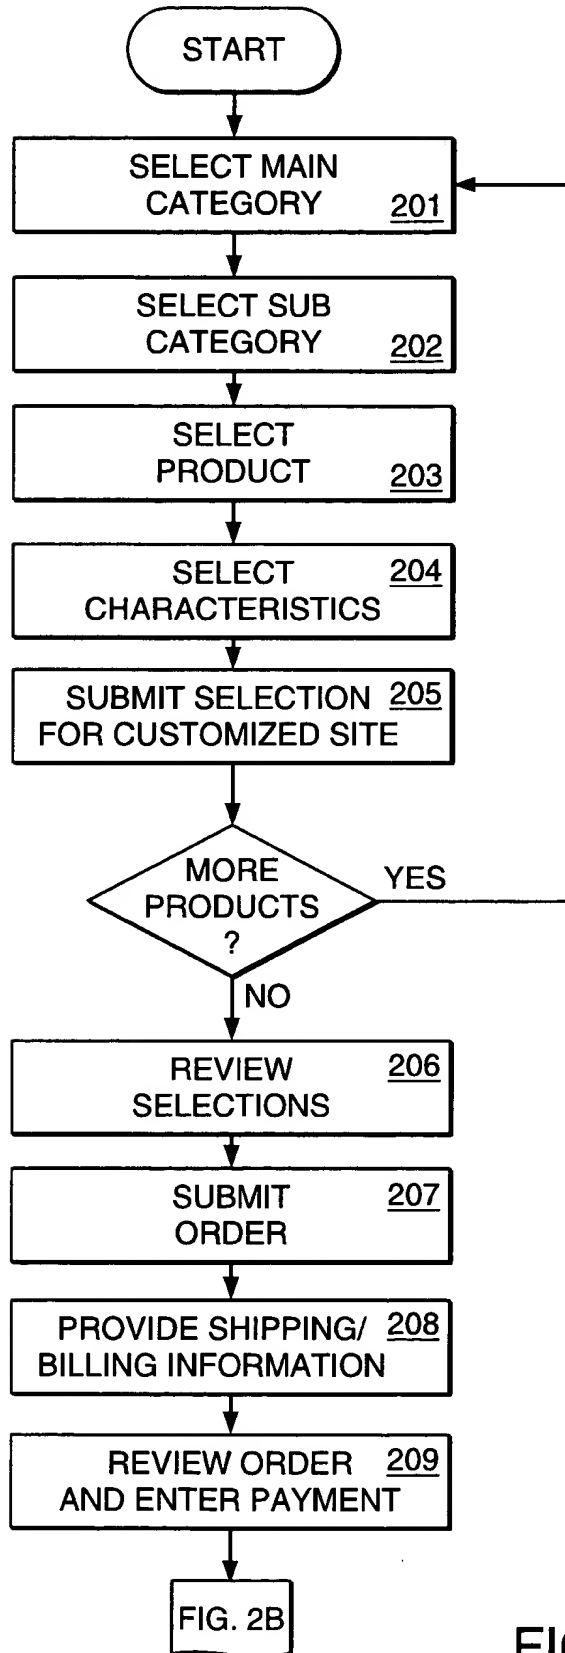 START
SELECT MAIN
CATEGORY 201
SELECT SUB
CATEGORY 202
SELECT
PRODUCT 203
SELECT 204
CHARACTERISTICS
SUBMIT SELECTION 205
FOR CUSTOMIZED SITE
MORE
PRODUCTS
?
YES
NO
REVIEW 206
SELECTIONS
SUBMIT 207
ORDER
PROVIDE SHIPPING/ 208
BILLING INFORMATION
REVIEW ORDER 209
AND ENTER PAYMENT
FIG. 2B